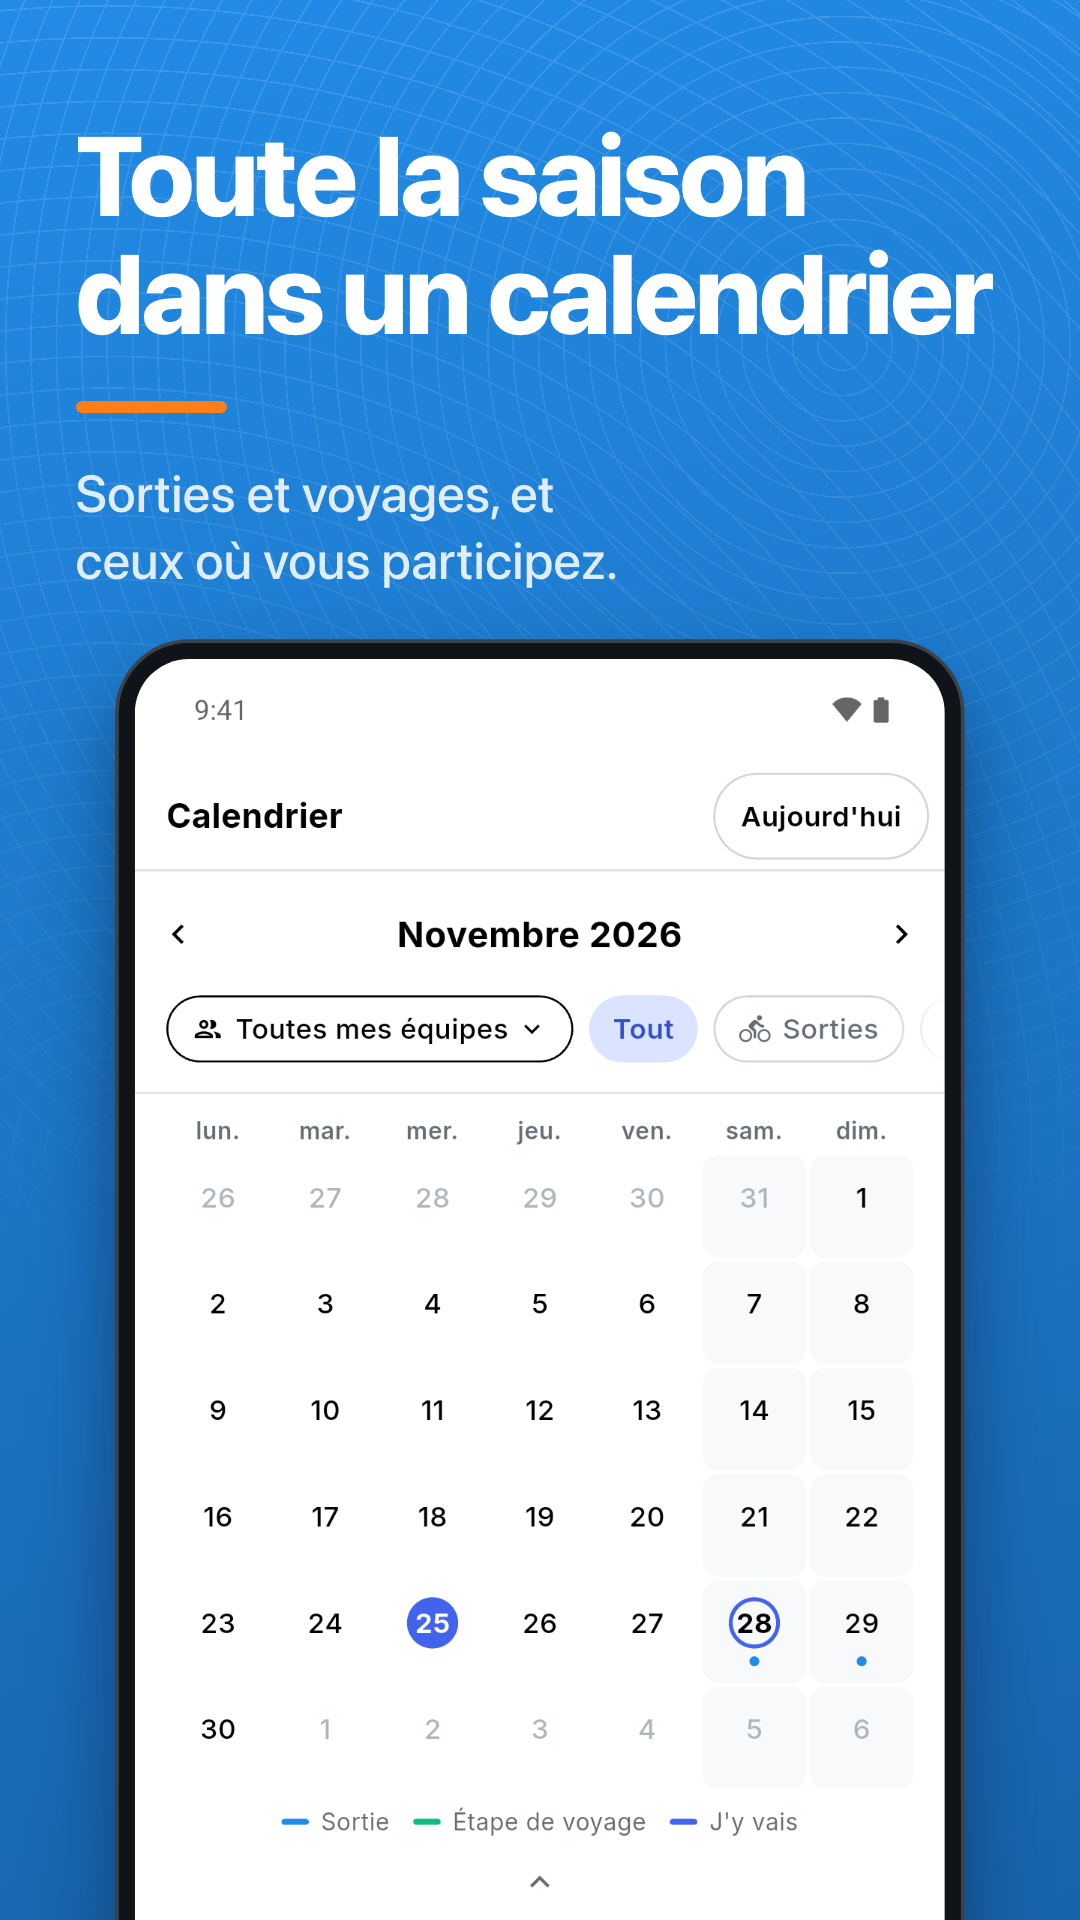 Toute la saison
dans un calendrier
Sorties et voyages, et
ceux où vous participez.
9:41
Calendrier
Aujourd'hui
Novembre 2026
Toutes mes équipes
Tout
Sorties
lun. mar. mer. jeu. ven. sam. dim.
26 27 28 29 30 31 1
2 3 4 5 6 7 8
9 10 11 12 13 14 15
16 17 18 19 20 21 22
23 24 25 26 27 28 29
30 1 2 3 4 5 6
Sortie Étape de voyage J'y vais